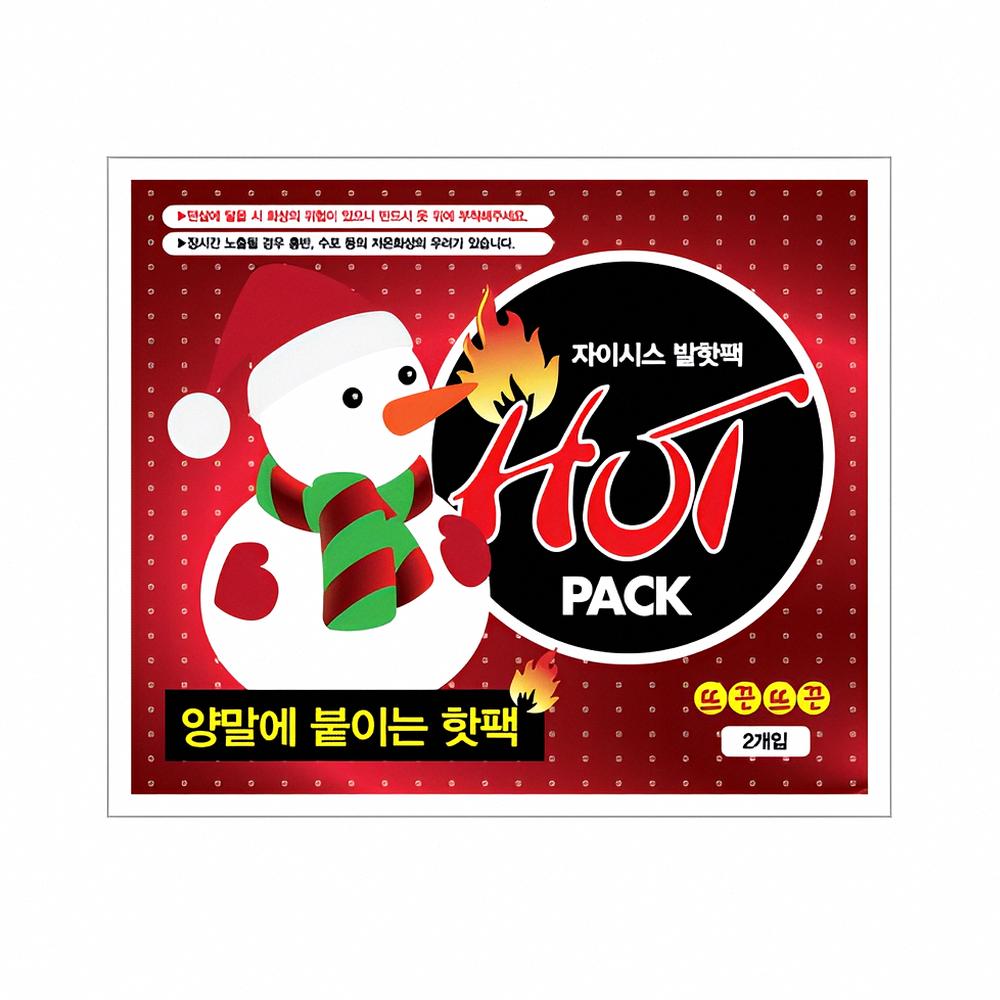 ▶맨살에 닿을 시 화상의 위험이 있으니 반드시 옷 위에 부착해주세요.
▶장시간 노출될 경우 홍반, 수포 등의 저온화상의 우려가 있습니다.
자이시스 발핫팩
HOT
PACK
양말에 붙이는 핫팩
뜨끈뜨끈
2개입